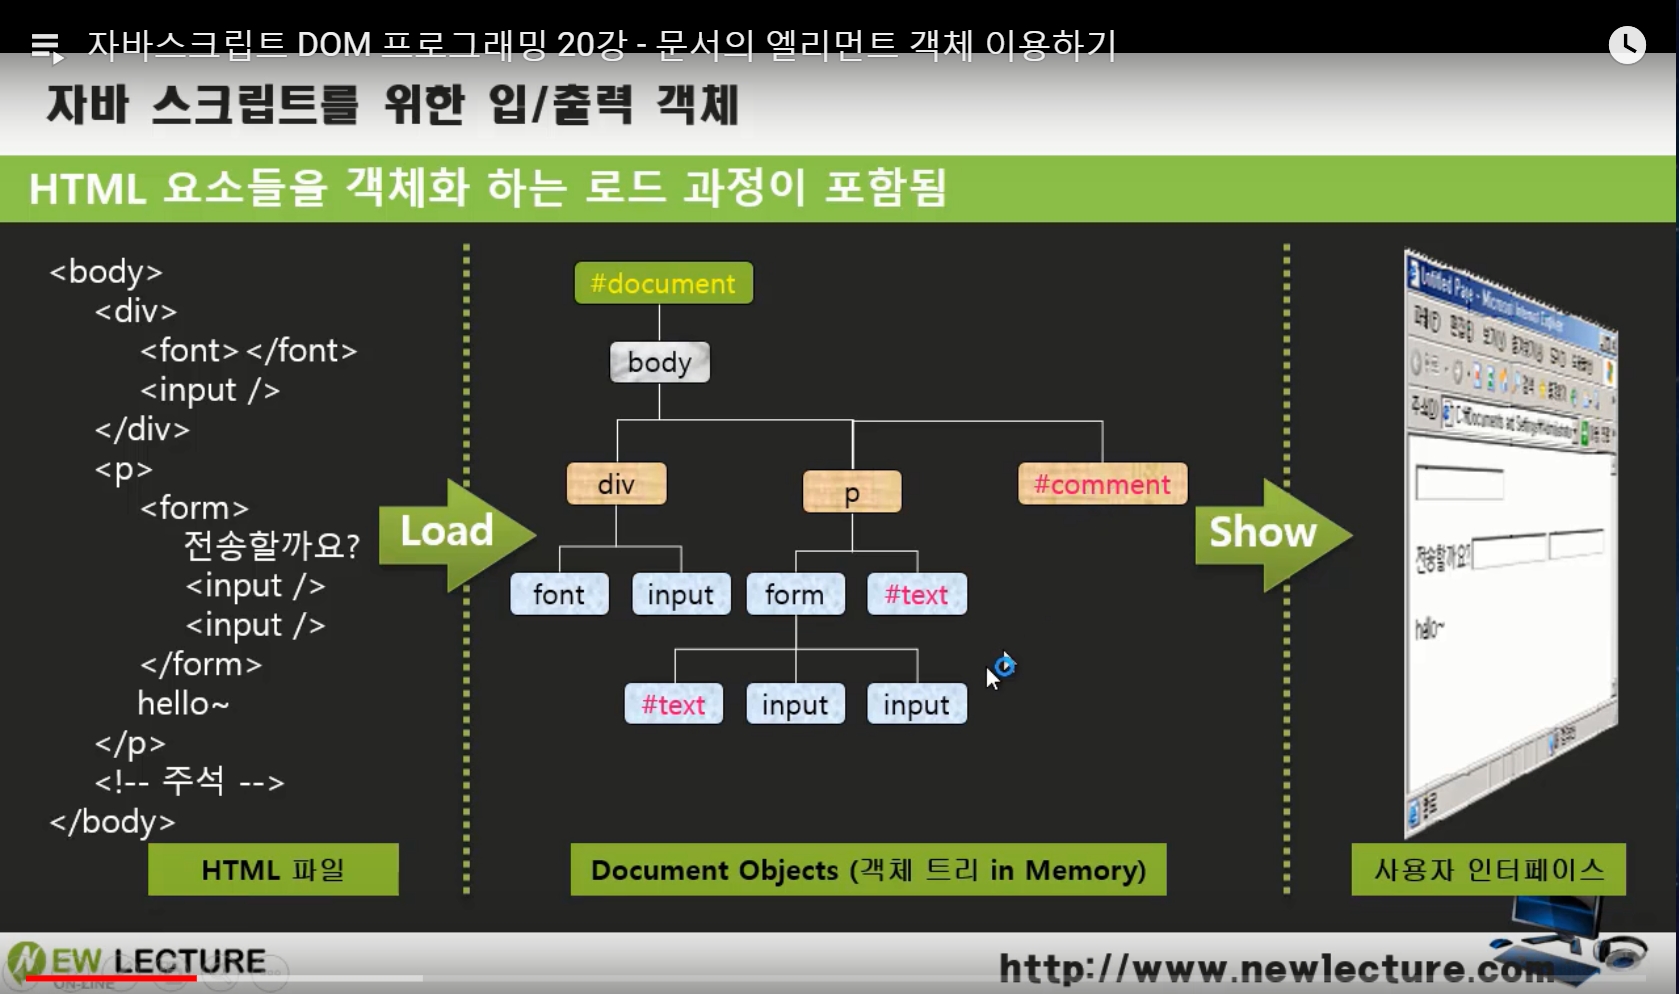 자바스크립트 DOM 프로그래밍 20강 - 문서의 엘리먼트 객체 이용하기
자바 스크립트를 위한 입/출력 객체
HTML 요소들을 객체화 하는 로드 과정이 포함됨
<body>
<div>
<font></font>
<input />
</div>
<p>
<form>
전송할까요?
<input />
<input />
</form>
hello~
</p>
<!-- 주석 -->
</body>
HTML 파일
Load
#document
body
div
p
#comment
font
input
form
#text
#text
input
input
Document Objects (객체 트리 in Memory)
Show
Untitled Page - Microsoft Internet Explorer
주소(D)
전송할까요?
hello~
사용자 인터페이스
NEW LECTURE
ON-LINE
http://www.newlecture.com